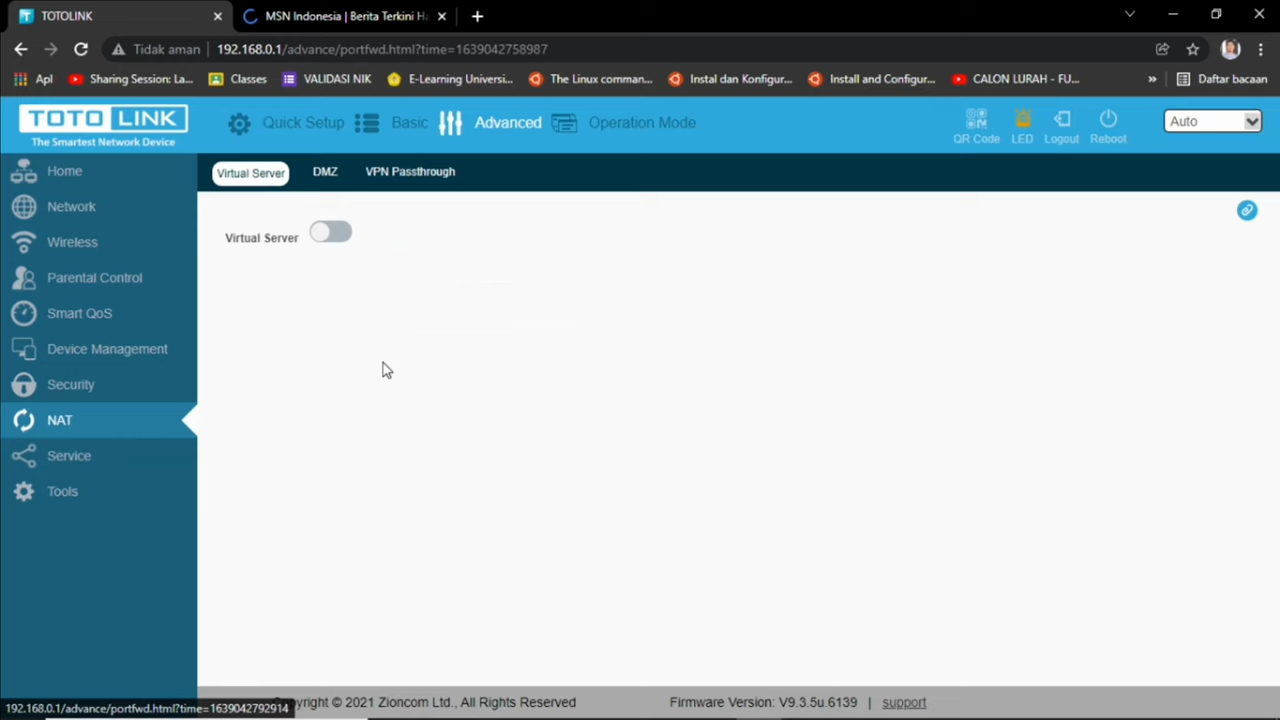 TOTOLINK
MSN Indonesia | Berita Terkini Ha
Tidak aman
192.168.0.1/advance/portfwd.html?time=1639042758987
Apl
Sharing Session: La...
Classes
VALIDASI NIK
E-Learning Universi...
The Linux comman...
Instal dan Konfigur...
Install and Configur...
CALON LURAH - FU...
»
Daftar bacaan
TOTO LINK
The Smartest Network Device
Quick Setup
Basic
Advanced
Operation Mode
QR Code
LED
Logout
Reboot
Auto
Home
Network
Wireless
Parental Control
Smart QoS
Device Management
Security
NAT
Service
Tools
Virtual Server
DMZ
VPN Passthrough
Virtual Server
192.168.0.1/advance/portfwd.html?time=1639042792914
pyright © 2021 Zioncom Ltd., All Rights Reserved
Firmware Version: V9.3.5u.6139 | support